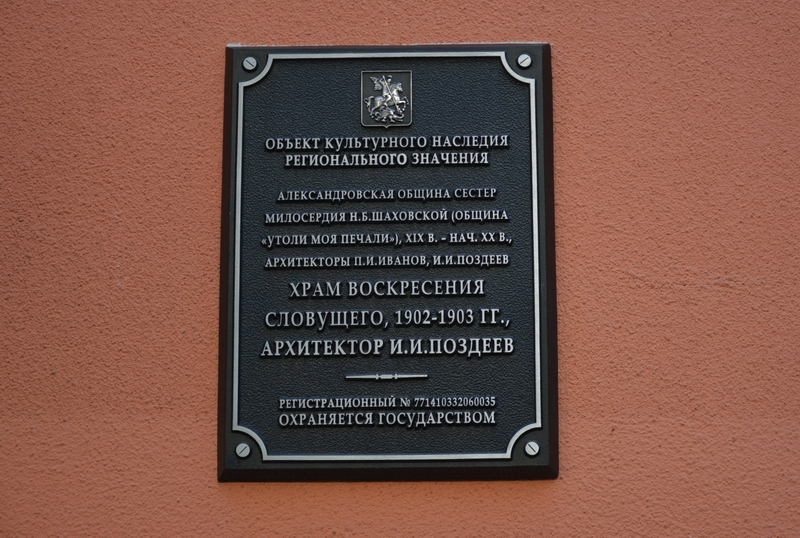 ОБЪЕКТ КУЛЬТУРНОГО НАСЛЕДИЯ
РЕГИОНАЛЬНОГО ЗНАЧЕНИЯ
АЛЕКСАНДРОВСКАЯ ОБЩИНА СЕСТЕР
МИЛОСЕРДИЯ Н.Б.ШАХОВСКОЙ (ОБЩИНА
«УТОЛИ МОЯ ПЕЧАЛИ»), XIX В. - НАЧ. XX В.,
АРХИТЕКТОРЫ П.И.ИВАНОВ, И.И.ПОЗДЕЕВ
ХРАМ ВОСКРЕСЕНИЯ
СЛОВУЩЕГО, 1902-1903 ГГ.,
АРХИТЕКТОР И.И.ПОЗДЕЕВ
РЕГИСТРАЦИОННЫЙ № 771410332060035
ОХРАНЯЕТСЯ ГОСУДАРСТВОМ